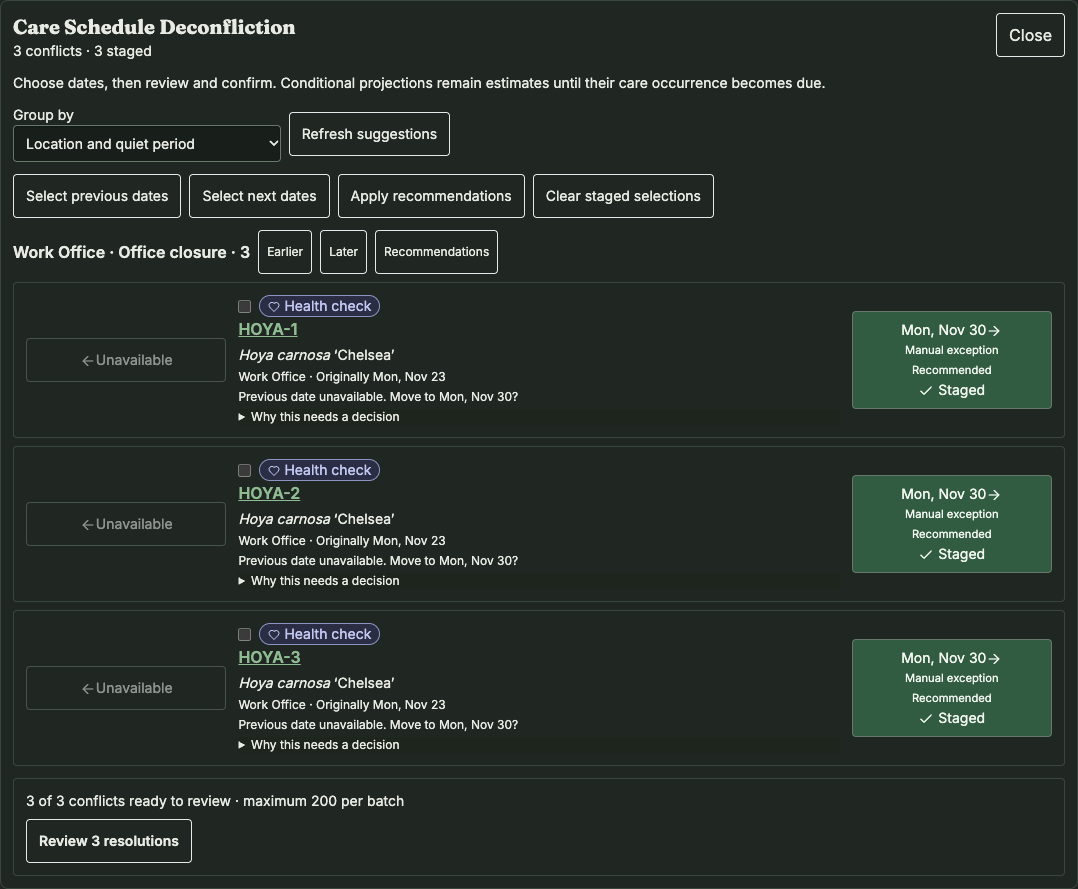 Care Schedule Deconfliction
3 conflicts · 3 staged
Close
Choose dates, then review and confirm. Conditional projections remain estimates until their care occurrence becomes due.
Group by
Location and quiet period
Refresh suggestions
Select previous dates
Select next dates
Apply recommendations
Clear staged selections
Work Office · Office closure · 3
Earlier
Later
Recommendations
←Unavailable
Health check
HOYA-1
Hoya carnosa 'Chelsea'
Work Office · Originally Mon, Nov 23
Previous date unavailable. Move to Mon, Nov 30?
Why this needs a decision
Mon, Nov 30→
Manual exception
Recommended
✓ Staged
←Unavailable
Health check
HOYA-2
Hoya carnosa 'Chelsea'
Work Office · Originally Mon, Nov 23
Previous date unavailable. Move to Mon, Nov 30?
Why this needs a decision
Mon, Nov 30→
Manual exception
Recommended
✓ Staged
←Unavailable
Health check
HOYA-3
Hoya carnosa 'Chelsea'
Work Office · Originally Mon, Nov 23
Previous date unavailable. Move to Mon, Nov 30?
Why this needs a decision
Mon, Nov 30→
Manual exception
Recommended
✓ Staged
3 of 3 conflicts ready to review · maximum 200 per batch
Review 3 resolutions